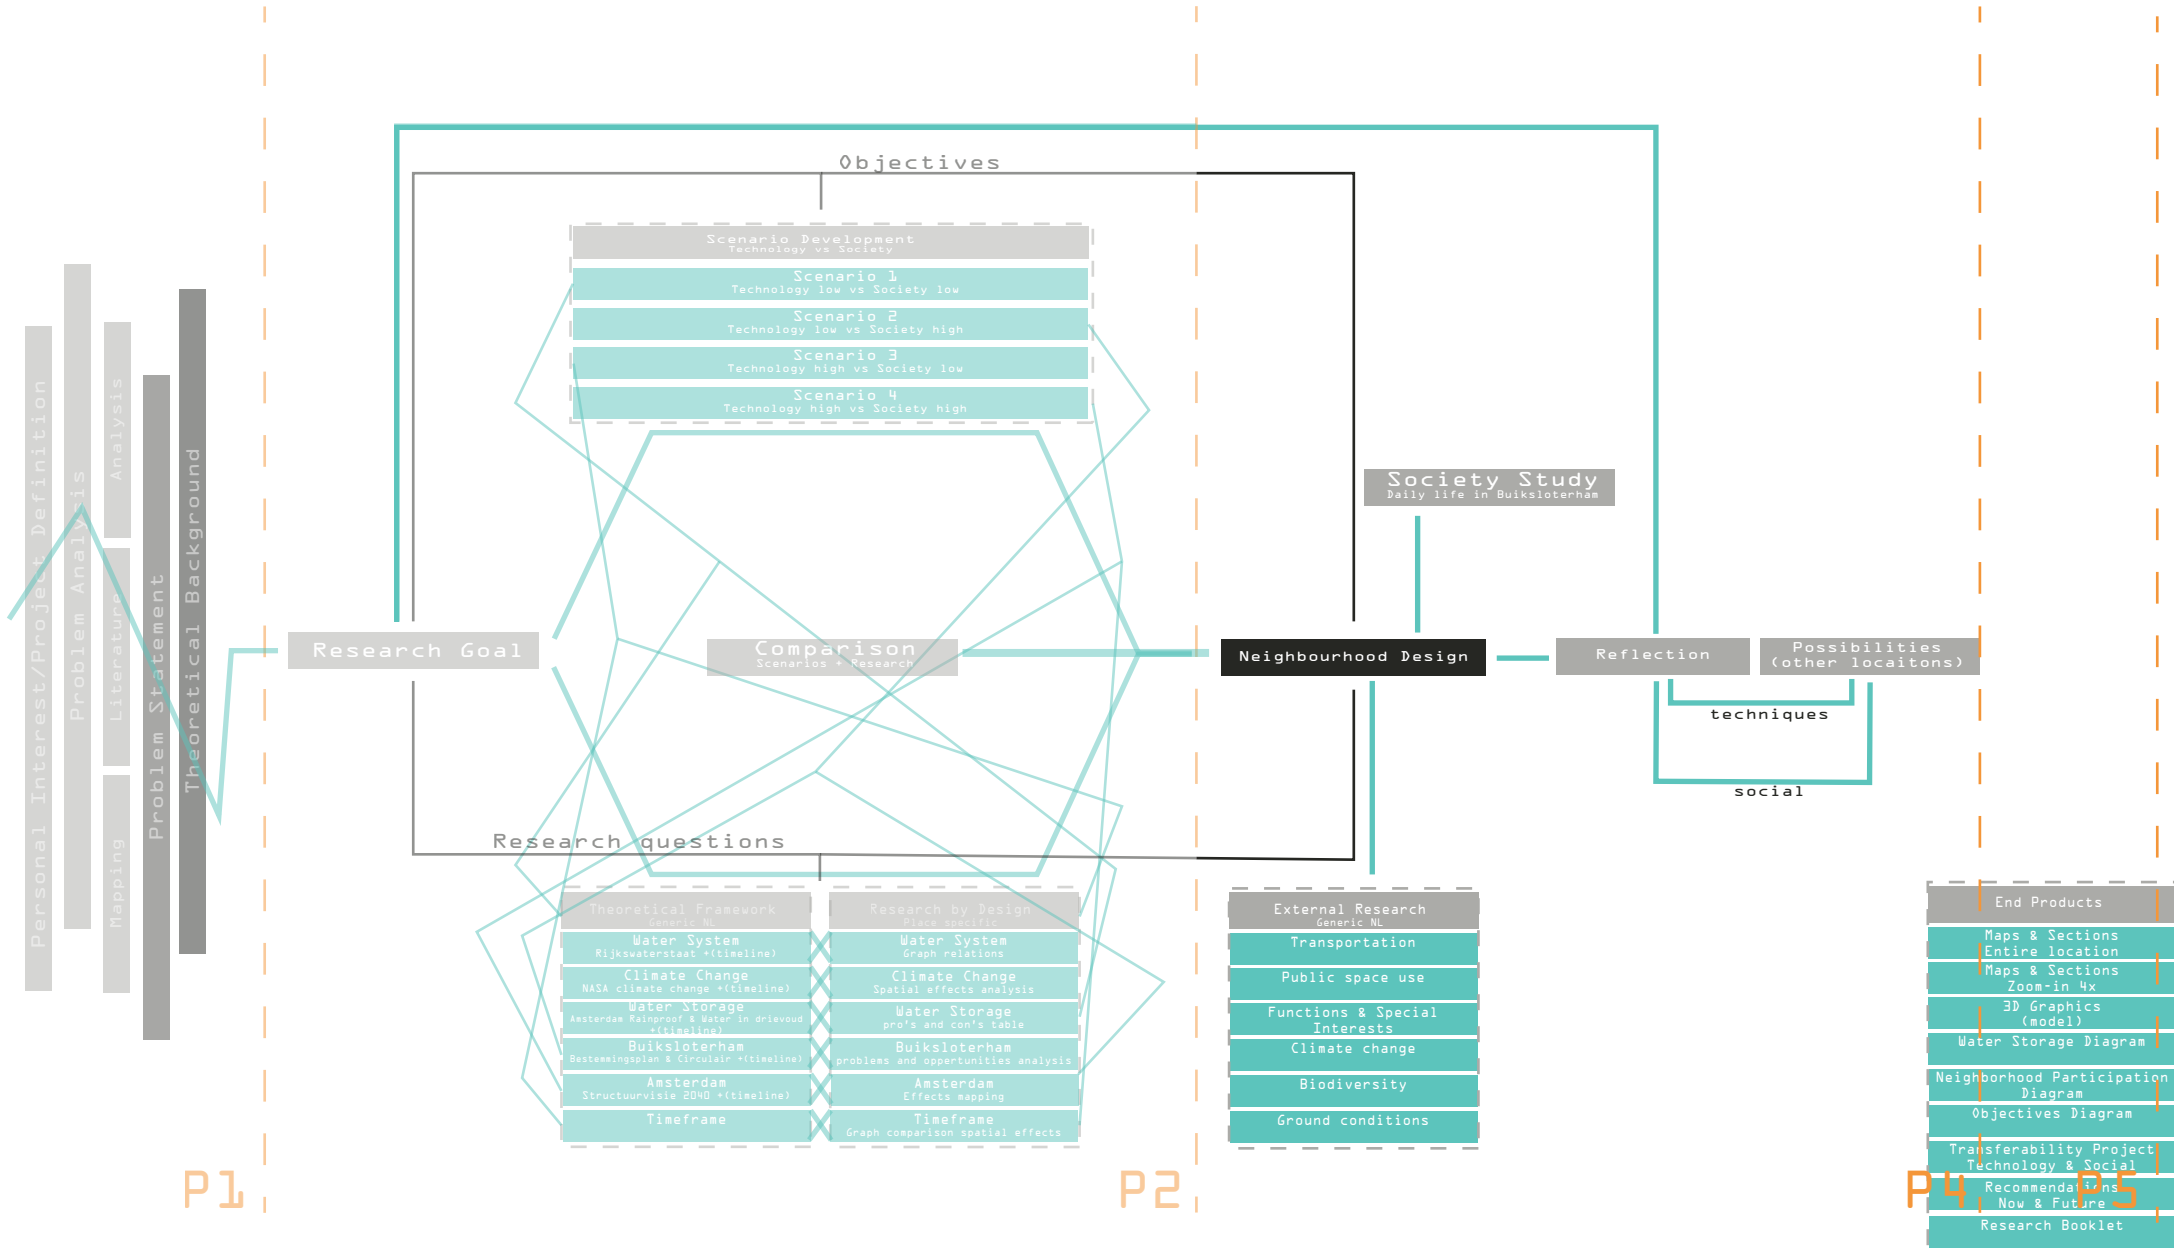 Personal Interest/Project Definition
Problem Analysis
Analysis
Literature
Mapping
Problem Statement
Theoretical Background
P1
Research Goal
Objectives
Scenario Development
Technology vs Society
Scenario 1
Technology low vs Society low
Scenario 2
Technology low vs Society high
Scenario 3
Technology high vs Society low
Scenario 4
Technology high vs Society high
Comparison
Scenarios + Research
Research questions
Theoretical Framework
Generic NL
Water System
Rijkswaterstaat +(timeline)
Climate Change
NASA climate change +(timeline)
Water Storage
Amsterdam Rainproof & Water in drievoud
+(timeline)
Buiksloterham
Bestemmingsplan & Circulair +(timeline)
Amsterdam
Structuurvisie 2040 +(timeline)
Timeframe
Research by Design
Place specific
Water System
Graph relations
Climate Change
Spatial effects analysis
Water Storage
pro's and con's table
Buiksloterham
problems and oppertunities analysis
Amsterdam
Effects mapping
Timeframe
Graph comparison spatial effects
P2
Society Study
Daily life in Buiksloterham
Neighbourhood Design
Reflection
Possibilities
(other locaitons)
techniques
social
External Research
Generic NL
Transportation
Public space use
Functions & Special
Interests
Climate change
Biodiversity
Ground conditions
End Products
Maps & Sections
Entire location
Maps & Sections
Zoom-in 4x
3D Graphics
(model)
Water Storage Diagram
Neighborhood Participation
Diagram
Objectives Diagram
Transferability Project
Technology & Social
Recommendations
Now & Future
Research Booklet
P4
P5